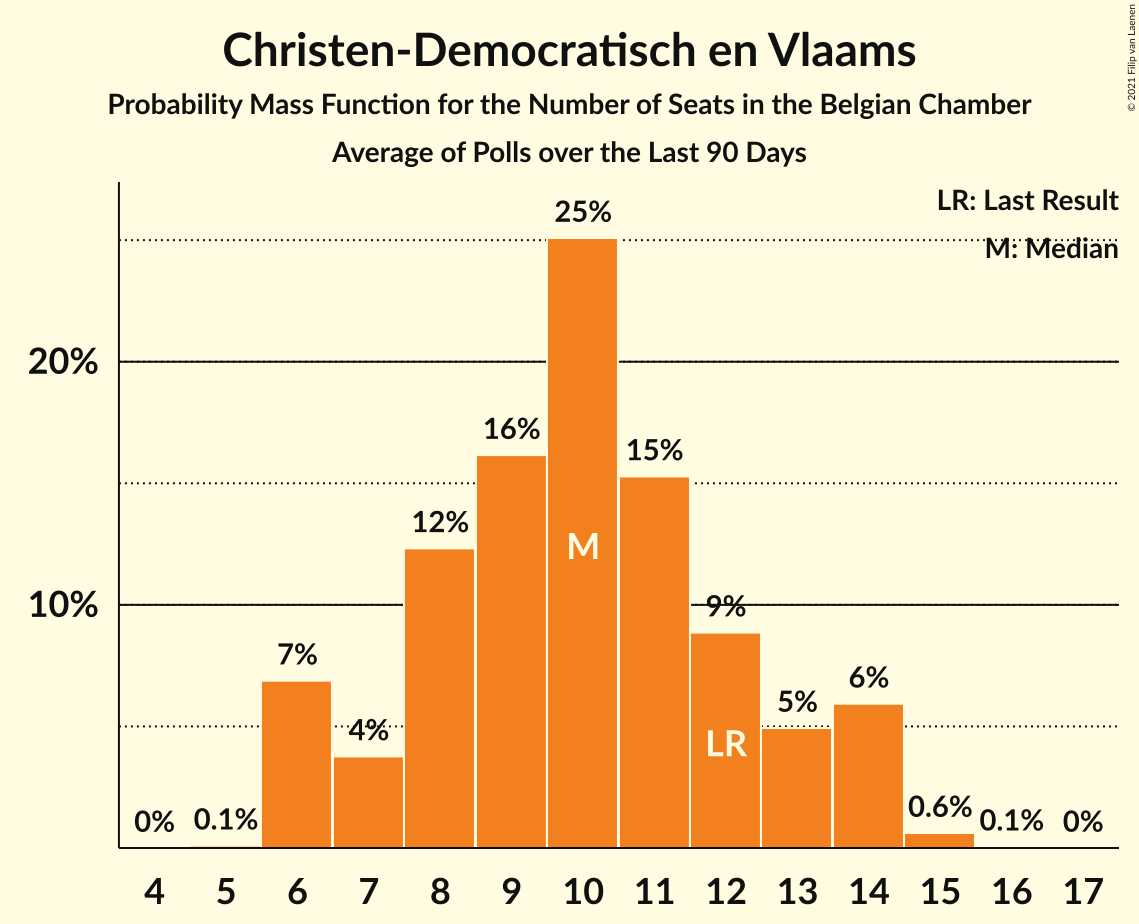 Christen-Democratisch en Vlaams
Probability Mass Function for the Number of Seats in the Belgian Chamber
Average of Polls over the Last 90 Days
© 2021 Filip van Laenen
LR: Last Result
M: Median
20%
10%
0%
0.1%
7%
4%
12%
16%
25%
15%
9%
5%
6%
0.6%
0.1%
0%
M
LR
4 5 6 7 8 9 10 11 12 13 14 15 16 17